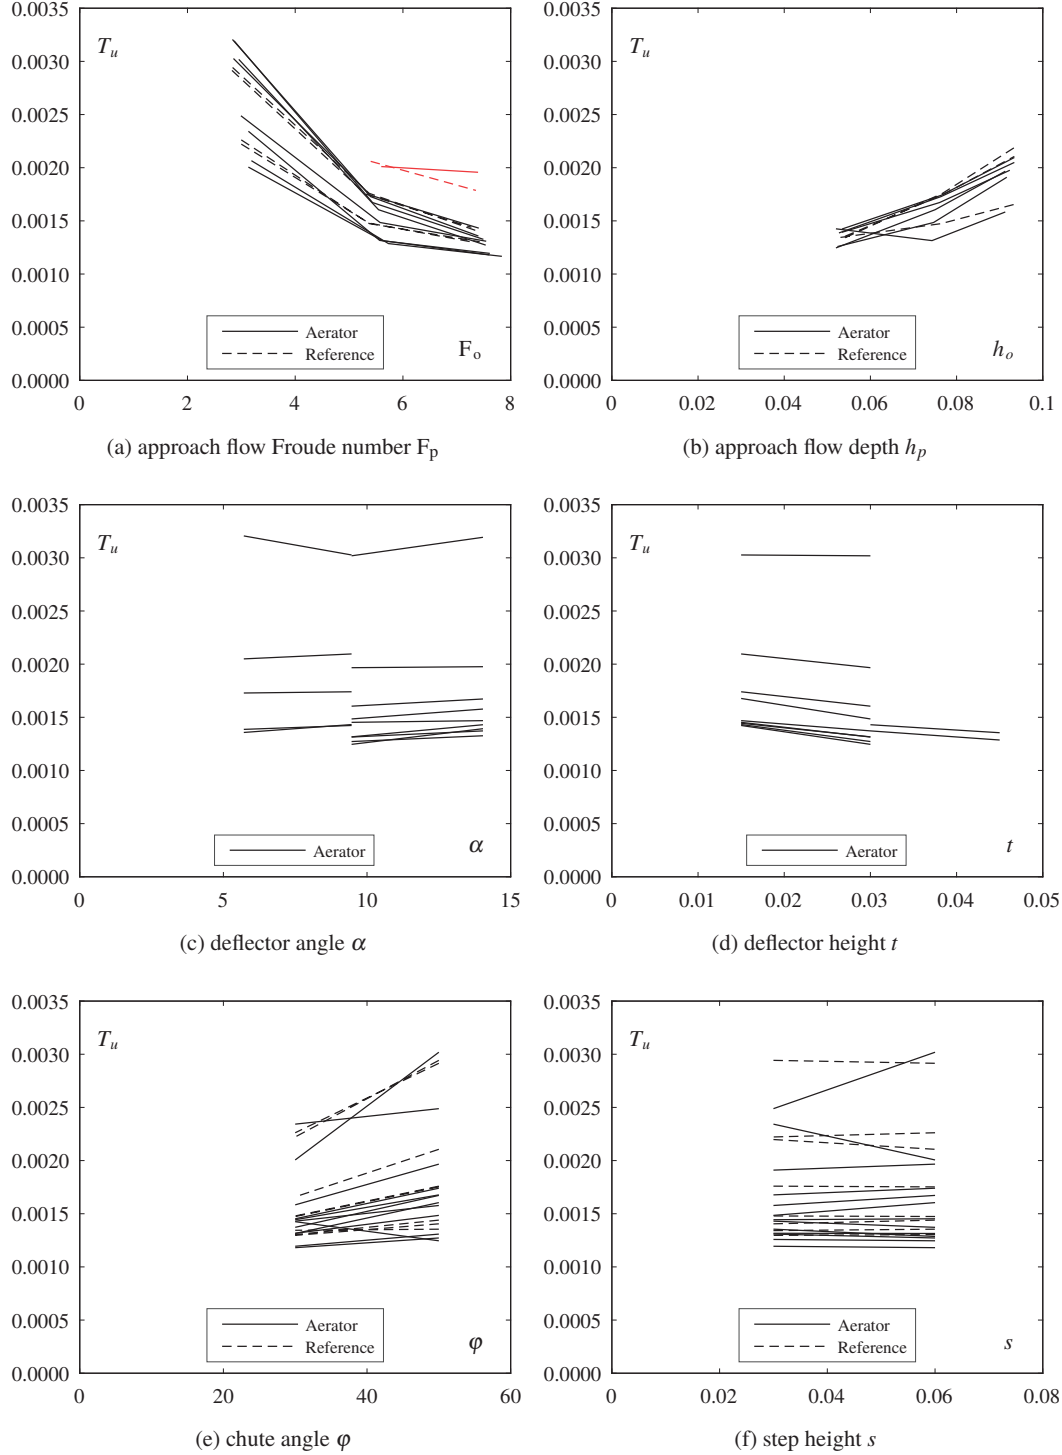 0.0035
0.0030
0.0025
0.0020
0.0015
0.0010
0.0005
0.0000
T_u
Aerator
Reference
F_o
0 2 4 6 8
(a) approach flow Froude number F_p
0.0035
0.0030
0.0025
0.0020
0.0015
0.0010
0.0005
0.0000
T_u
Aerator
Reference
h_o
0 0.02 0.04 0.06 0.08 0.1
(b) approach flow depth h_p
0.0035
0.0030
0.0025
0.0020
0.0015
0.0010
0.0005
0.0000
T_u
Aerator
α
0 5 10 15
(c) deflector angle α
0.0035
0.0030
0.0025
0.0020
0.0015
0.0010
0.0005
0.0000
T_u
Aerator
t
0 0.01 0.02 0.03 0.04 0.05
(d) deflector height t
0.0035
0.0030
0.0025
0.0020
0.0015
0.0010
0.0005
0.0000
T_u
Aerator
Reference
φ
0 20 40 60
(e) chute angle φ
0.0035
0.0030
0.0025
0.0020
0.0015
0.0010
0.0005
0.0000
T_u
Aerator
Reference
s
0 0.02 0.04 0.06 0.08
(f) step height s